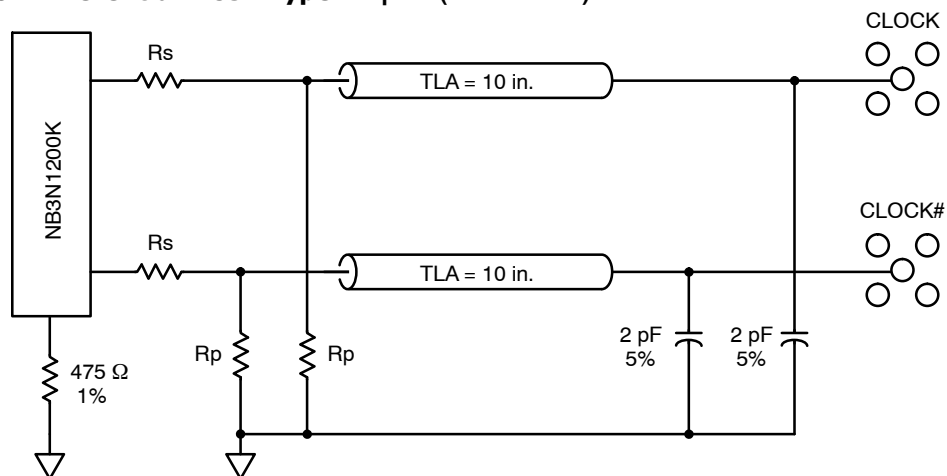 CLOCK
Rs
TLA = 10 in.
NB3N1200K
CLOCK#
Rs
TLA = 10 in.
Rp
Rp
2 pF
5%
2 pF
5%
475 Ω
1%